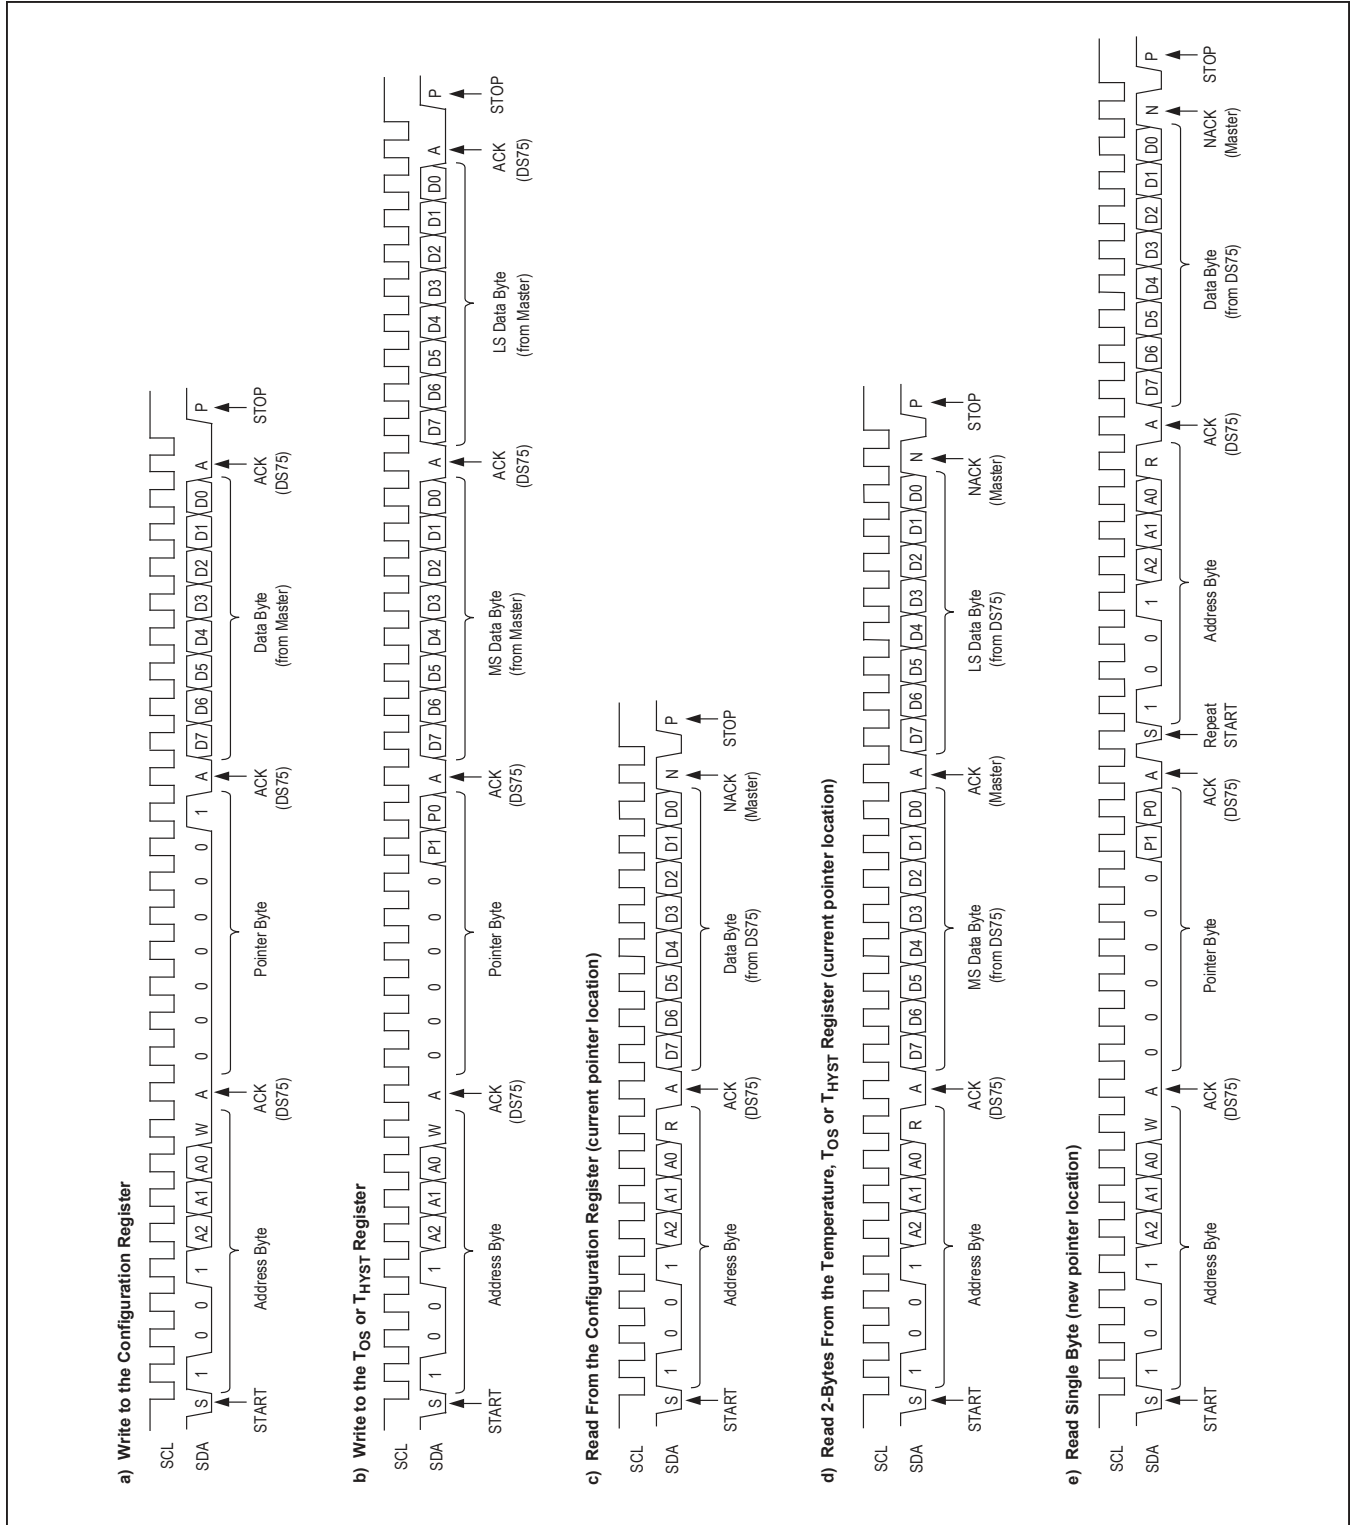 a) Write to the Configuration Register
SCL
SDA S 1 0 0 1 A2 A1 A0 W A 0 0 0 0 0 0 0 1 A D7 D6 D5 D4 D3 D2 D1 D0 A P
START Address Byte ACK Pointer Byte ACK Data Byte ACK STOP
(DS75) (DS75) (from Master) (DS75)
b) Write to the TOS or THYST Register
SCL
SDA S 1 0 0 1 A2 A1 A0 W A 0 0 0 0 0 0 P1 P0 A D7 D6 D5 D4 D3 D2 D1 D0 A D7 D6 D5 D4 D3 D2 D1 D0 A P
START Address Byte ACK Pointer Byte ACK MS Data Byte ACK LS Data Byte ACK STOP
(DS75) (DS75) (from Master) (DS75) (from Master) (DS75)
c) Read From the Configuration Register (current pointer location)
SCL
SDA S 1 0 0 1 A2 A1 A0 R A D7 D6 D5 D4 D3 D2 D1 D0 N P
START Address Byte ACK Data Byte NACK STOP
(DS75) (from DS75) (Master)
d) Read 2-Bytes From the Temperature, TOS or THYST Register (current pointer location)
SCL
SDA S 1 0 0 1 A2 A1 A0 R A D7 D6 D5 D4 D3 D2 D1 D0 A D7 D6 D5 D4 D3 D2 D1 D0 N P
START Address Byte ACK MS Data Byte ACK LS Data Byte NACK STOP
(DS75) (from DS75) (Master) (from DS75) (Master)
e) Read Single Byte (new pointer location)
SCL
SDA S 1 0 0 1 A2 A1 A0 W A 0 0 0 0 0 0 P1 P0 A S 1 0 0 1 A2 A1 A0 R A D7 D6 D5 D4 D3 D2 D1 D0 N P
START Address Byte ACK Pointer Byte ACK Repeat Address Byte ACK Data Byte NACK STOP
(DS75) (DS75) START (DS75) (from DS75) (Master)